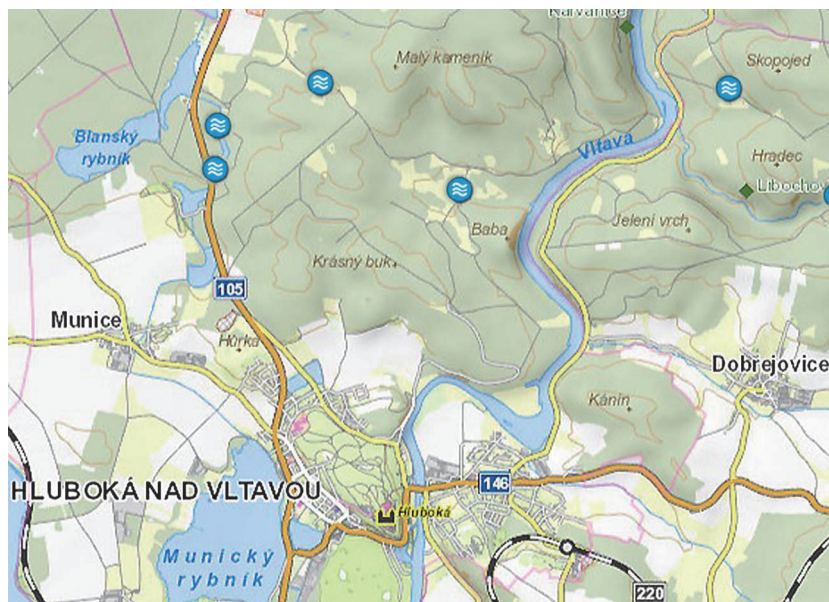 Karvanice
Malý kameník
Skopojed
Blanský
rybník
Vltava
Hradec
Libochov
Baba
Jelení vrch
Krásný buk
105
Munice
Hůrka
Dobřejovice
Kánín
HLUBOKÁ NAD VLTAVOU
146
Hluboká
Munický
rybník
220